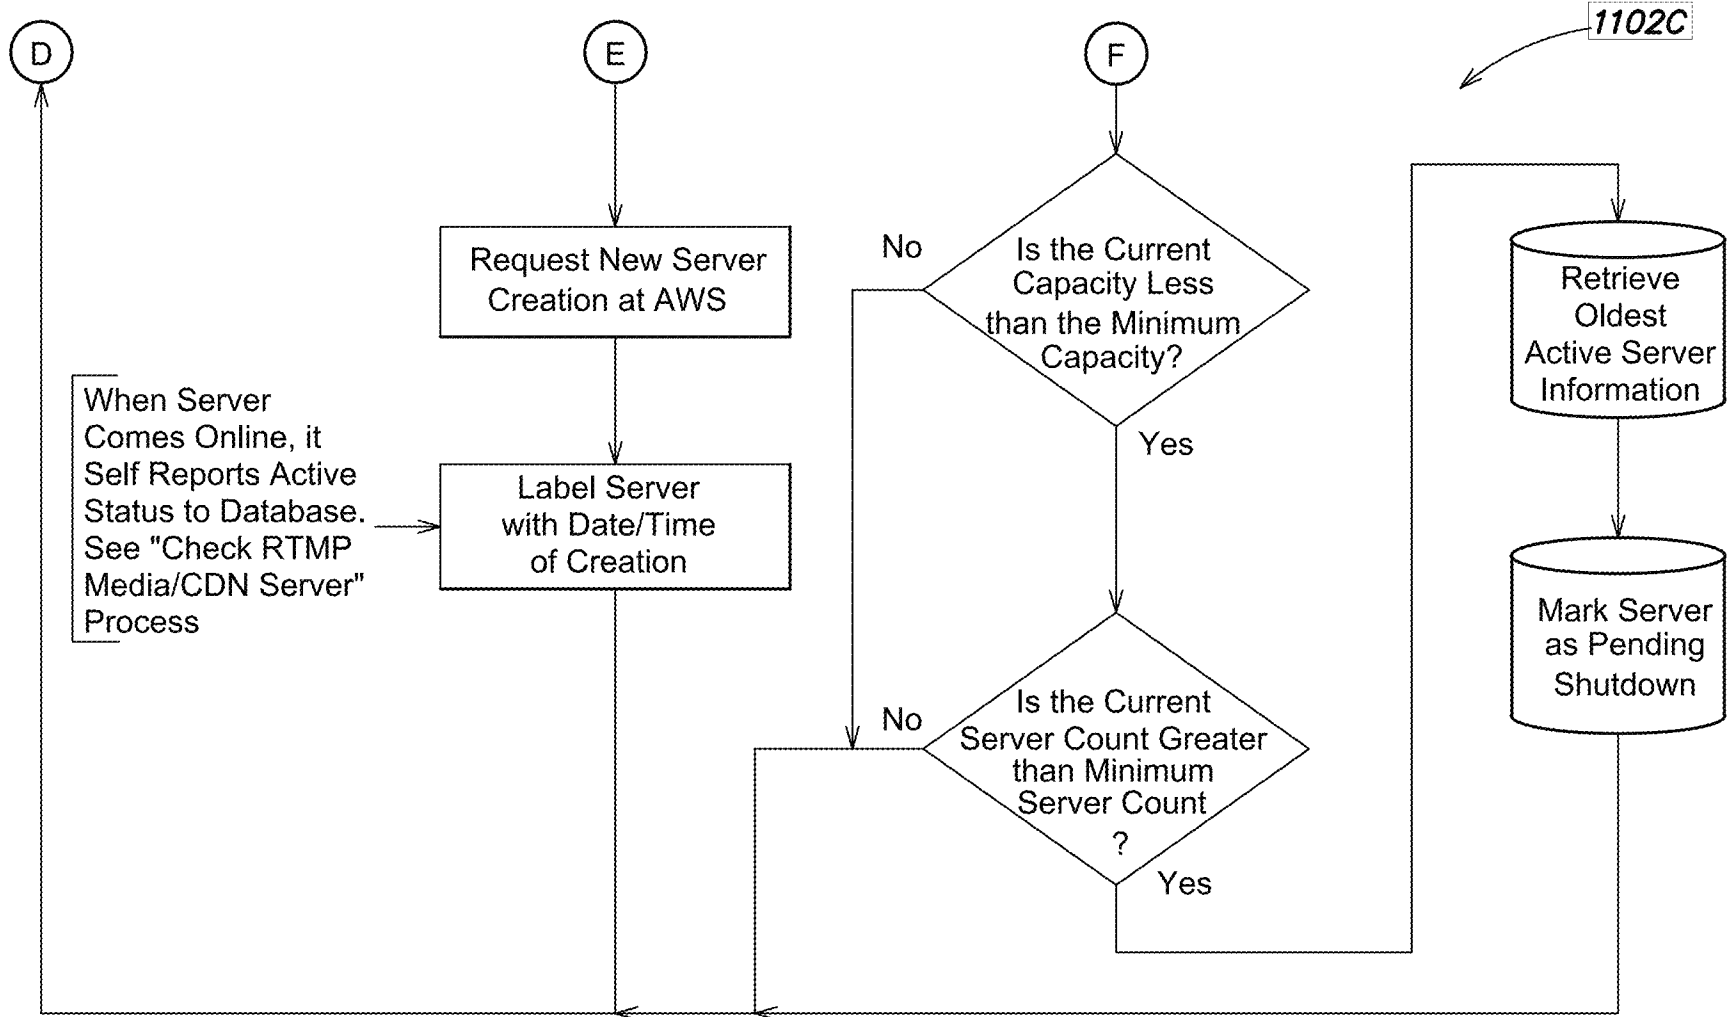 D
E
F
1102C
Request New Server
Creation at AWS
When Server
Comes Online, it
Self Reports Active
Status to Database.
See "Check RTMP
Media/CDN Server"
Process
Label Server
with Date/Time
of Creation
No
Is the Current
Capacity Less
than the Minimum
Capacity?
Yes
No
Is the Current
Server Count Greater
than Minimum
Server Count
?
Yes
Retrieve
Oldest
Active Server
Information
Mark Server
as Pending
Shutdown